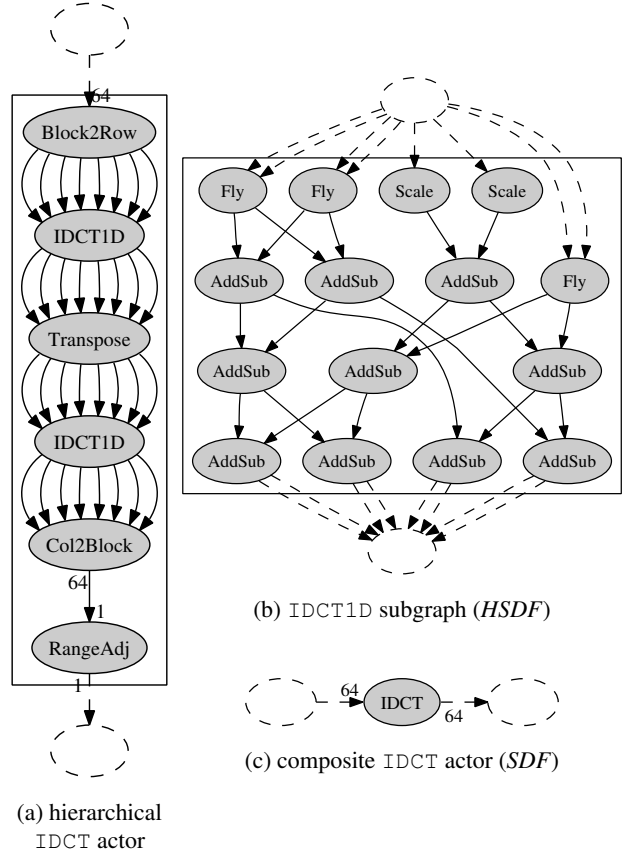 64
Block2Row
IDCT1D
Transpose
IDCT1D
Col2Block
64
1
RangeAdj
1
(a) hierarchical
IDCT actor
Fly Fly Scale Scale
AddSub AddSub AddSub Fly
AddSub AddSub AddSub
AddSub AddSub AddSub AddSub
(b) IDCT1D subgraph (HSDF)
64 IDCT 64
(c) composite IDCT actor (SDF)